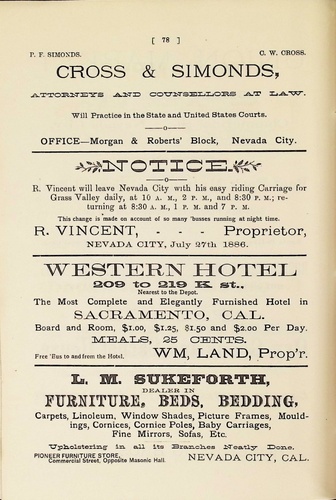 [ 78 ]
P. F. SIMONDS. C. W. CROSS.
CROSS & SIMONDS,
ATTORNEYS AND COUNSELLORS AT LAW.
Will Practice in the State and United States Courts.
OFFICE—Morgan & Roberts' Block, Nevada City.
NOTICE.
R. Vincent will leave Nevada City with his easy riding Carriage for
Grass Valley daily, at 10 A. M., 2 P. M., and 8:30 P. M.; re-
turning at 8:30 A. M., 1 P. M. and 7 P. M.
This change is made on account of so many 'busses running at night time.
R. VINCENT, - - - Proprietor,
NEVADA CITY, July 27th 1886.
WESTERN HOTEL
209 to 219 K st.,
Nearest to the Depot.
The Most Complete and Elegantly Furnished Hotel in
SACRAMENTO, CAL.
Board and Room, $1.00, $1.25, $1.50 and $2.00 Per Day.
MEALS, 25 CENTS.
Free 'Bus to and from the Hotel. WM, LAND, Prop'r.
L. M. SUKEFORTH,
DEALER IN
FURNITURE, BEDS, BEDDING,
Carpets, Linoleum, Window Shades, Picture Frames, Mould-
ings, Cornices, Cornice Poles, Baby Carriages,
Fine Mirrors, Sofas, Etc.
Upholstering in all its Branches Neatly Done.
PIONEER FURNITURE STORE,
Commercial Street, Opposite Masonic Hall. NEVADA CITY, CAL.